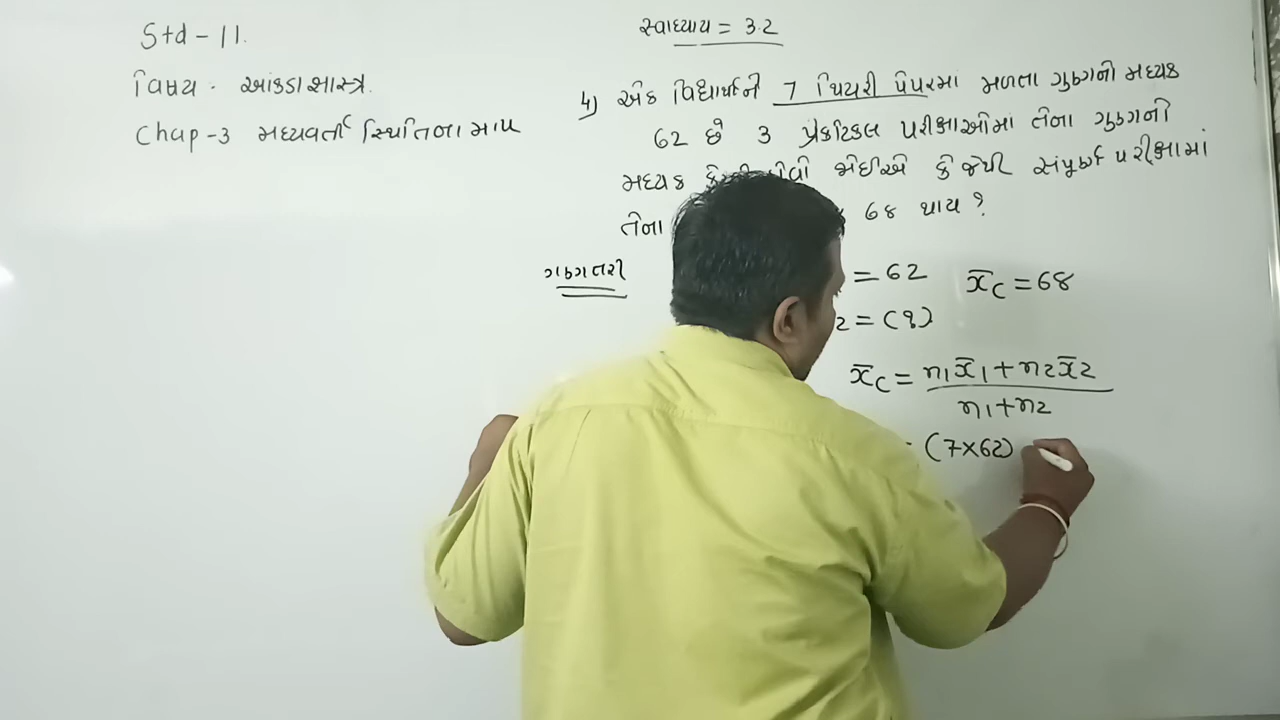 Std - 11.
વિષય . આંકડાશાસ્ત્ર.
Chap - 3 મધ્યવર્તી સ્થિતિના માપ
સ્વાધ્યાય = 3.2
4) એક વિદ્યાર્થીને 7 થિયરી પેપરમાં મળતા ગુણનો મધ્યક
62 છે 3 પ્રેક્ટિકલ પરીક્ષાઓમાં તેના ગુણની
મધ્યક જોઈએ કે જેથી સંપૂર્ણ પરીક્ષામાં
તેના 68 થાય ?
ગણતરી = 62 x̄c = 68
2 = (?)
x̄c = n1x̄1 + n2x̄2
n1 + n2
(7×62)